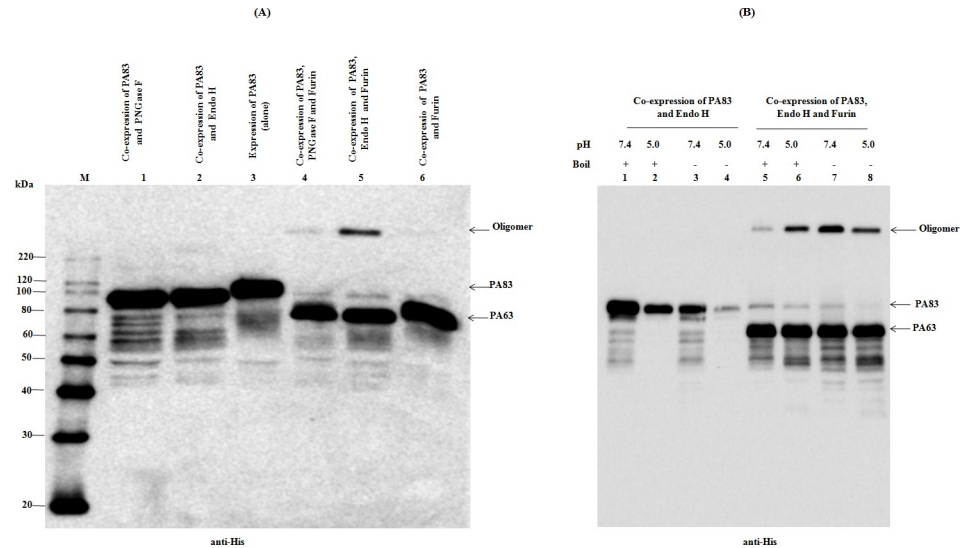 (A)
Co-expression of PA83
and PNGase F
Co-expression of PA83
and Endo H
Expression of PA83
(alone)
Co-expression of PA83,
PNGase F and Furin
Co-expressio of PA83,
Endo H and Furin
Co-expressio of PA83
and Furin
kDa
M 1 2 3 4 5 6
220
120
100
80
60
50
40
30
20
Oligomer
PA83
PA63
anti-His
(B)
Co-expression of PA83
and Endo H
Co-expression of PA83,
Endo H and Furin
pH 7.4 5.0 7.4 5.0 7.4 5.0 7.4 5.0
Boil + + - - + + - -
1 2 3 4 5 6 7 8
Oligomer
PA83
PA63
anti-His